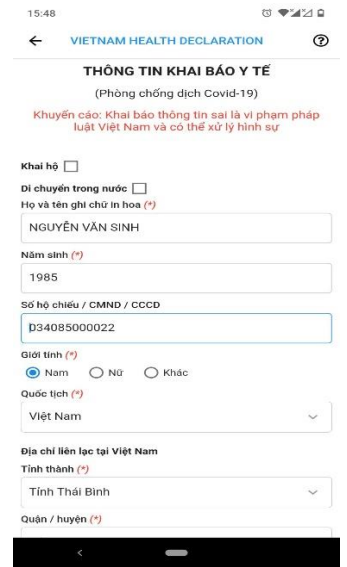 15:48
VIETNAM HEALTH DECLARATION
THÔNG TIN KHAI BÁO Y TẾ
(Phòng chống dịch Covid-19)
Khuyến cáo: Khai báo thông tin sai là vi phạm pháp
luật Việt Nam và có thể xử lý hình sự
Khai hộ
Di chuyển trong nước
Họ và tên ghi chữ in hoa (*)
NGUYỄN VĂN SINH
Năm sinh (*)
1985
Số hộ chiếu / CMND / CCCD
034085000022
Giới tính (*)
Nam Nữ Khác
Quốc tịch (*)
Việt Nam
Địa chỉ liên lạc tại Việt Nam
Tỉnh thành (*)
Tỉnh Thái Bình
Quận / huyện (*)